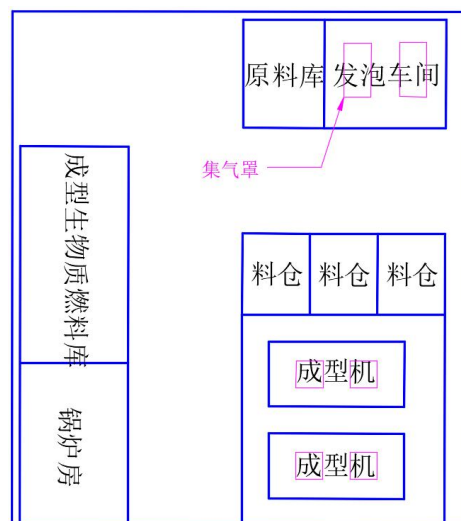 原料库
发泡车间
集气罩
成型生物质燃料库
料仓
料仓
料仓
成型机
锅炉房
成型机